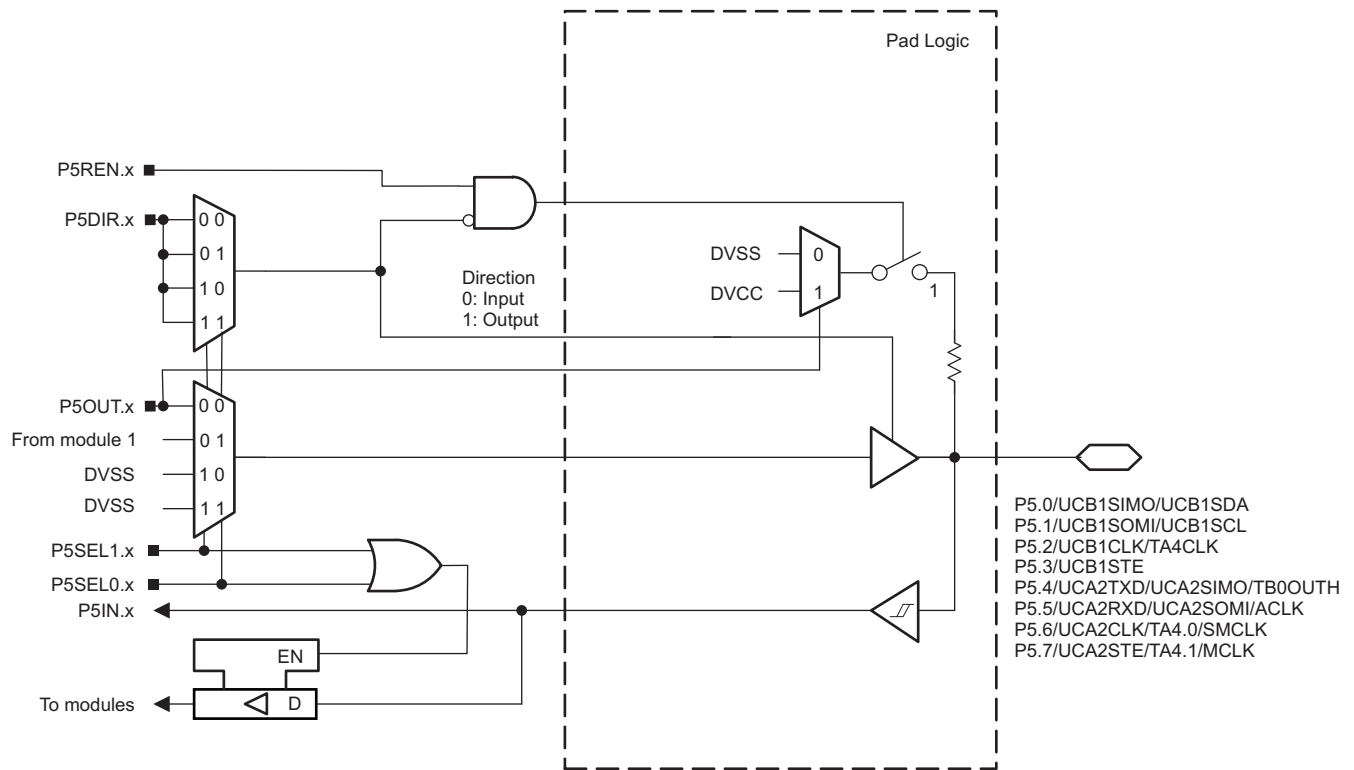 Pad Logic
P5REN.x
P5DIR.x
0 0
0 1
1 0
1 1
Direction
0: Input
1: Output
DVSS
0
DVCC
1
1
P5OUT.x
0 0
From module 1
0 1
DVSS
1 0
DVSS
1 1
P5SEL1.x
P5SEL0.x
P5IN.x
EN
To modules
D
P5.0/UCB1SIMO/UCB1SDA
P5.1/UCB1SOMI/UCB1SCL
P5.2/UCB1CLK/TA4CLK
P5.3/UCB1STE
P5.4/UCA2TXD/UCA2SIMO/TB0OUTH
P5.5/UCA2RXD/UCA2SOMI/ACLK
P5.6/UCA2CLK/TA4.0/SMCLK
P5.7/UCA2STE/TA4.1/MCLK